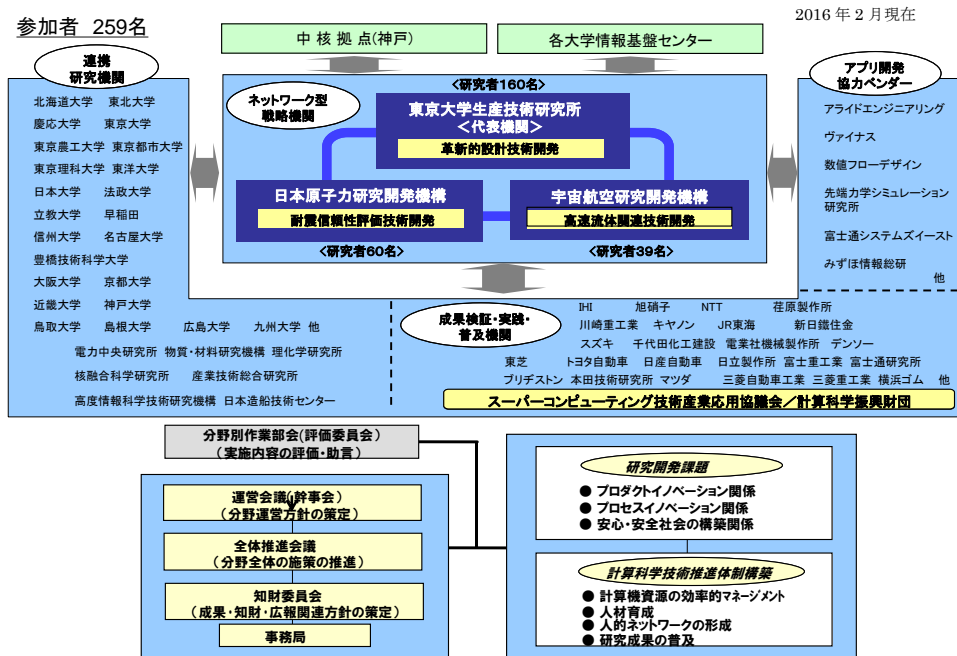 参加者 259名
2016年2月現在
中核拠点(神戸)
各大学情報基盤センター
連携
研究機関
北海道大学 東北大学
慶応大学 東京大学
東京農工大学 東京都市大学
東京理科大学 東洋大学
日本大学 法政大学
立教大学 早稲田
信州大学 名古屋大学
豊橋技術科学大学
大阪大学 京都大学
近畿大学 神戸大学
鳥取大学 島根大学 広島大学 九州大学 他
電力中央研究所 物質・材料研究機構 理化学研究所
核融合科学研究所 産業技術総合研究所
高度情報科学技術研究機構 日本造船技術センター
ネットワーク型
戦略機関
<研究者160名>
東京大学生産技術研究所
<代表機関>
革新的設計技術開発
日本原子力研究開発機構
耐震信頼性評価技術開発
<研究者60名>
宇宙航空研究開発機構
高速流体関連技術開発
<研究者39名>
アプリ開発
協力ベンダー
アライドエンジニアリング
ヴァイナス
数値フローデザイン
先端力学シミュレーション
研究所
富士通システムズイースト
みずほ情報総研
他
成果検証・実践・
普及機関
IHI 旭硝子 NTT 荏原製作所
川崎重工業 キヤノン JR東海 新日鐵住金
スズキ 千代田化工建設 電業社機械製作所 デンソー
東芝 トヨタ自動車 日産自動車 日立製作所 富士重工業 富士通研究所
ブリヂストン 本田技術研究所 マツダ 三菱自動車工業 三菱重工業 横浜ゴム 他
スーパーコンピューティング技術産業応用協議会/計算科学振興財団
分野別作業部会(評価委員会)
(実施内容の評価・助言)
運営会議(幹事会)
(分野運営方針の策定)
全体推進会議
(分野全体の施策の推進)
知財委員会
(成果・知財・広報関連方針の策定)
事務局
研究開発課題
● プロダクトイノベーション関係
● プロセスイノベーション関係
● 安心・安全社会の構築関係
計算科学技術推進体制構築
● 計算機資源の効率的マネージメント
● 人材育成
● 人的ネットワークの形成
● 研究成果の普及